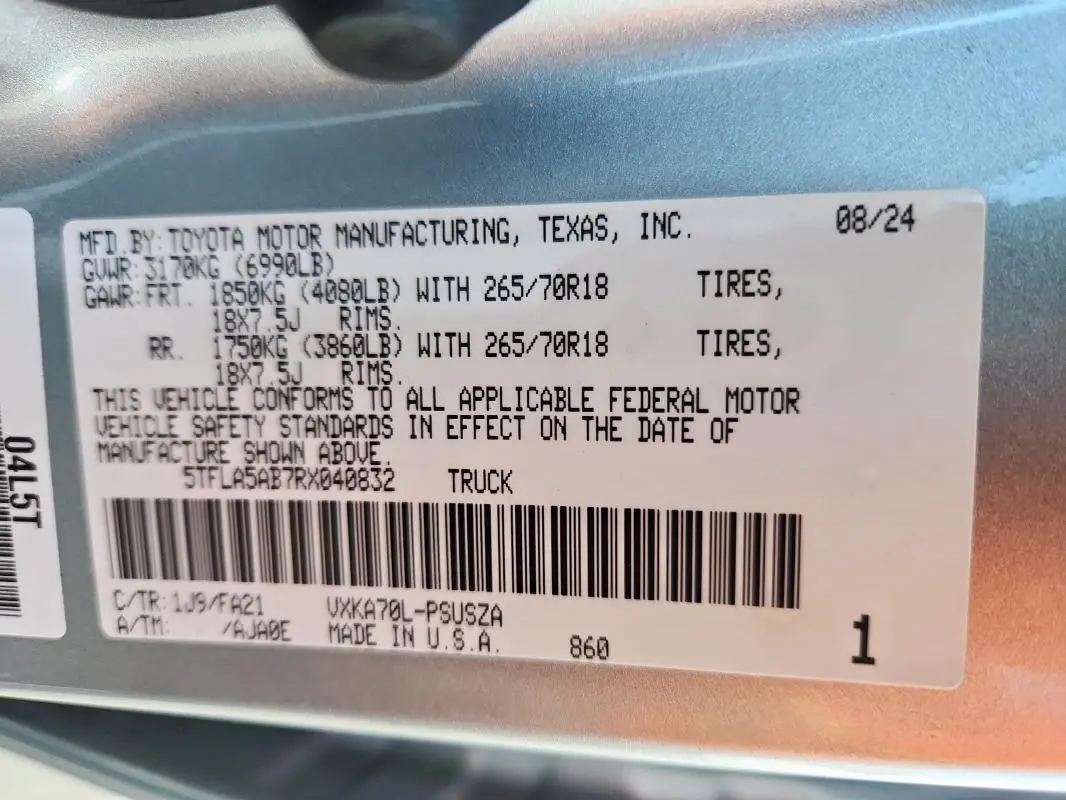 MFD.BY: TOYOTA MOTOR MANUFACTURING, TEXAS, INC. 08/24
GVWR: 3170KG (6990LB)
GAWR: FRT. 1850KG (4080LB) WITH 265/70R18 TIRES,
18X7.5J RIMS.
RR. 1750KG (3860LB) WITH 265/70R18 TIRES,
18X7.5J RIMS.
THIS VEHICLE CONFORMS TO ALL APPLICABLE FEDERAL MOTOR
VEHICLE SAFETY STANDARDS IN EFFECT ON THE DATE OF
MANUFACTURE SHOWN ABOVE.
5TFLA5AB7RX040832 TRUCK
C/TR: 1J9/FA21 VXKA70L-PSUSZA
A/TM: /AJA0E MADE IN U.S.A. 860 1
04L5T